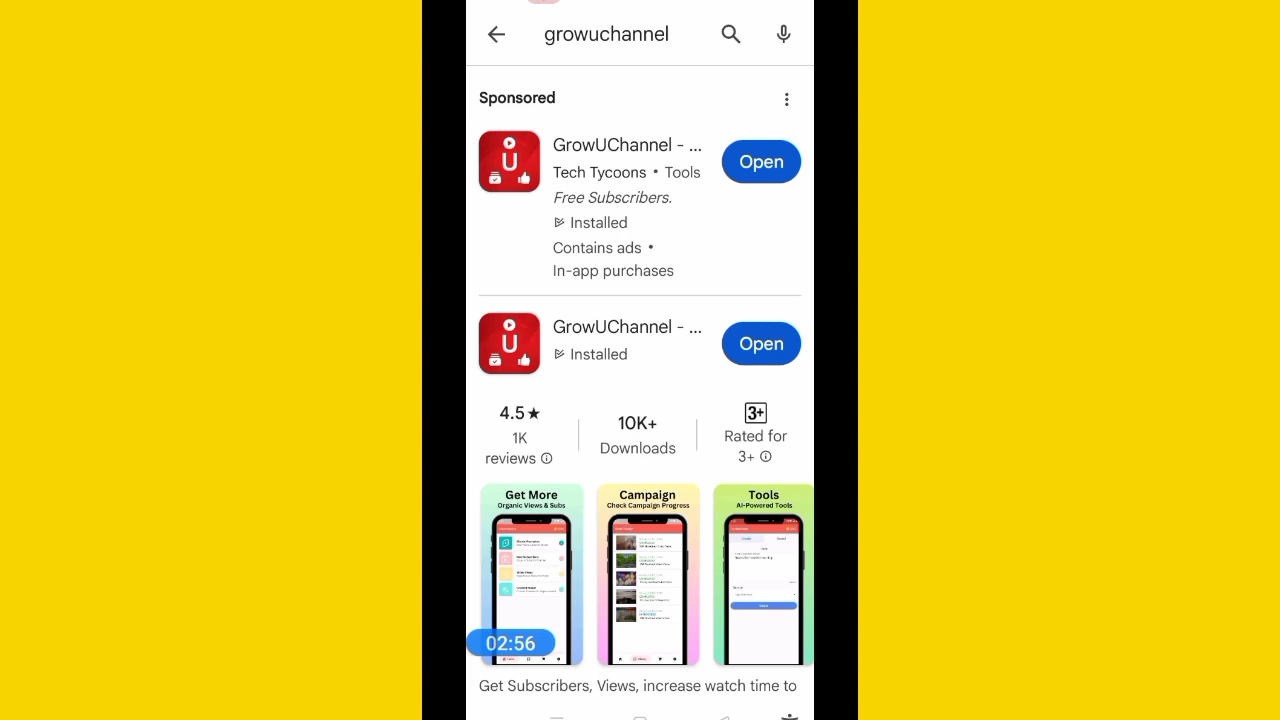 growuchannel
Sponsored
GrowUChannel - ...
Open
Tech Tycoons • Tools
Free Subscribers.
Installed
Contains ads •
In-app purchases
GrowUChannel - ...
Open
Installed
4.5★
1K
reviews
10K+
Downloads
3+
Rated for
3+
Get More
Organic Views & Subs
Campaign
Check Campaign Progress
Tools
Ai-Powered Tools
02:56
Get Subscribers, Views, increase watch time to